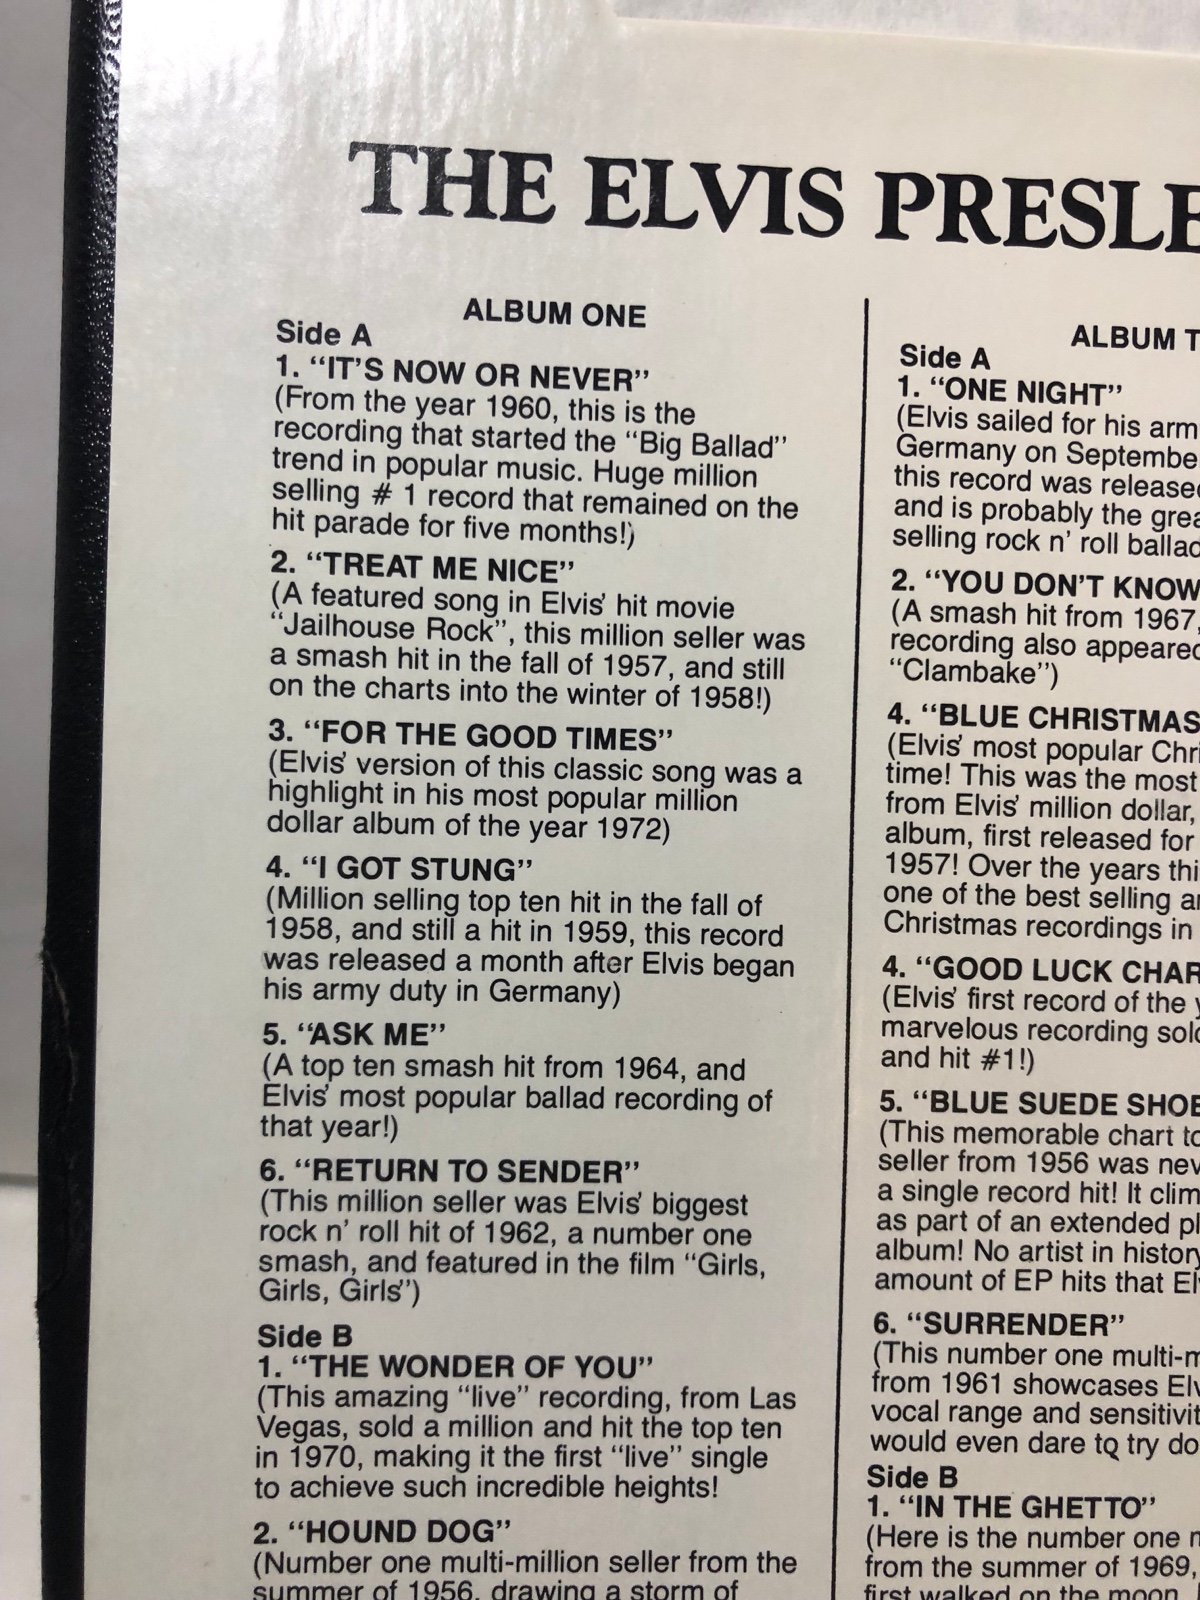 THE ELVIS
ALBUM ONE
Side A
1. “IT’S NOW OR NEVER”
(From the year 1960, this is the
recording that started the “Big Ballad”
trend in popular music. Huge million
selling # 1 record that remained on the
hit parade for five months!)
2. “TREAT ME NICE”
(A featured song in Elvis’ hit movie
“Jailhouse Rock”, this million seller was
a smash hit in the fall of 1957, and still
on the charts into the winter of 1958!)
3. “FOR THE GOOD TIMES”
(Elvis’ version of this classic song was a
highlight in his most popular million
dollar album of the year 1972)
4. “I GOT STUNG”
(Million selling top ten hit in the fall of
1958, and still a hit in 1959, this record
was released a month after Elvis began
his army duty in Germany)
5. “ASK ME”
(A top ten smash hit from 1964, and
Elvis’ most popular ballad recording of
that year!)
6. “RETURN TO SENDER”
(This million seller was Elvis’ biggest
rock n’ roll hit of 1962, a number one
smash, and featured in the film “Girls,
Girls, Girls”)
Side B
1. “THE WONDER OF YOU”
(This amazing “live” recording, from Las
Vegas, sold a million and hit the top ten
in 1970, making it the first “live” single
to achieve such incredible heights!
2. “HOUND DOG”
(Number one multi-million seller from the
summer of 1956, drawing a storm of
ALBUM
Side A
1. “ONE NIGHT”
(Elvis sailed for his
Germany on
this record was
and is probably the
selling rock n’ roll
2. “YOU DON’T KNOW
(A smash hit from 1967,
recording also
“Clambake”)
4. “BLUE CHRISTMAS
(Elvis’ most popular
time! This was the most
from Elvis’ million dollar,
album, first released for
1957! Over the years
one of the best selling
Christmas recordings in
4. “GOOD LUCK
(Elvis’ first record of the
marvelous recording
and hit #1!)
5. “BLUE SUEDE
(This memorable chart
seller from 1956 was
a single record hit! It
as part of an extended
album! No artist in
amount of EP hits that
6. “SURRENDER”
(This number one
from 1961 showcases
vocal range and
would even dare to try
Side B
1. “IN THE GHETTO”
(Here is the number one
from the summer of 1969,
first walked on the moon.